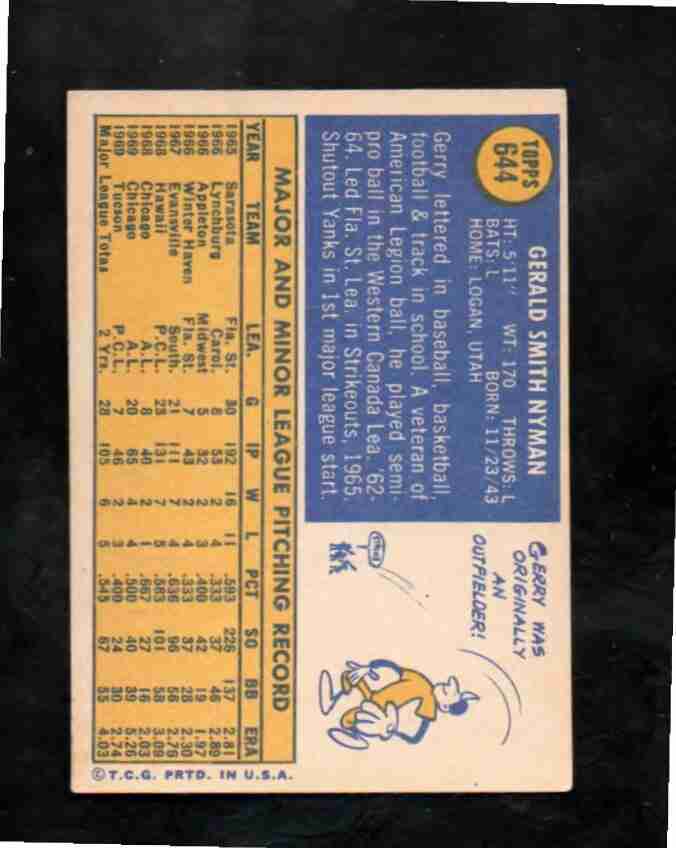 TOPPS
644
GERALD SMITH NYMAN
HT: 5'11" WT: 170 THROWS: L
BATS: L BORN: 11/23/43
HOME: LOGAN, UTAH
Gerry lettered in baseball, basketball,
football & track in school. A veteran of
American Legion ball, he played semi-
pro ball in the Western Canada Lea. '62-
64. Led Fla. St. Lea. in Strikeouts, 1965.
Shutout Yanks in 1st major league start.
GERRY WAS
ORIGINALLY
AN
OUTFIELDER!
MAJOR AND MINOR LEAGUE PITCHING RECORD
YEAR TEAM LEA. G IP W L PCT SO BB ERA
1965 Sarasota Fla. St. 30 192 16 11 .593 226 137 2.81
1966 Lynchburg Carol. 8 53 2 4 .333 37 46 2.89
1966 Appleton Midwest 5 32 2 3 .400 42 19 1.97
1966 Winter Haven Fla. St. 7 43 2 4 .333 37 28 2.30
1967 Evansville South. 21 111 7 4 .636 96 56 2.76
1968 Hawaii P.C.L. 23 131 7 5 .583 101 58 3.09
1968 Chicago A.L. 8 40 2 1 .667 27 16 2.03
1969 Chicago A.L. 20 65 4 4 .500 40 39 5.26
1969 Tucson P.C.L. 7 46 2 3 .400 24 30 2.74
Major League Totals 2 Yrs. 28 105 6 5 .545 67 55 4.03
© T.C.G. PRTD. IN U.S.A.